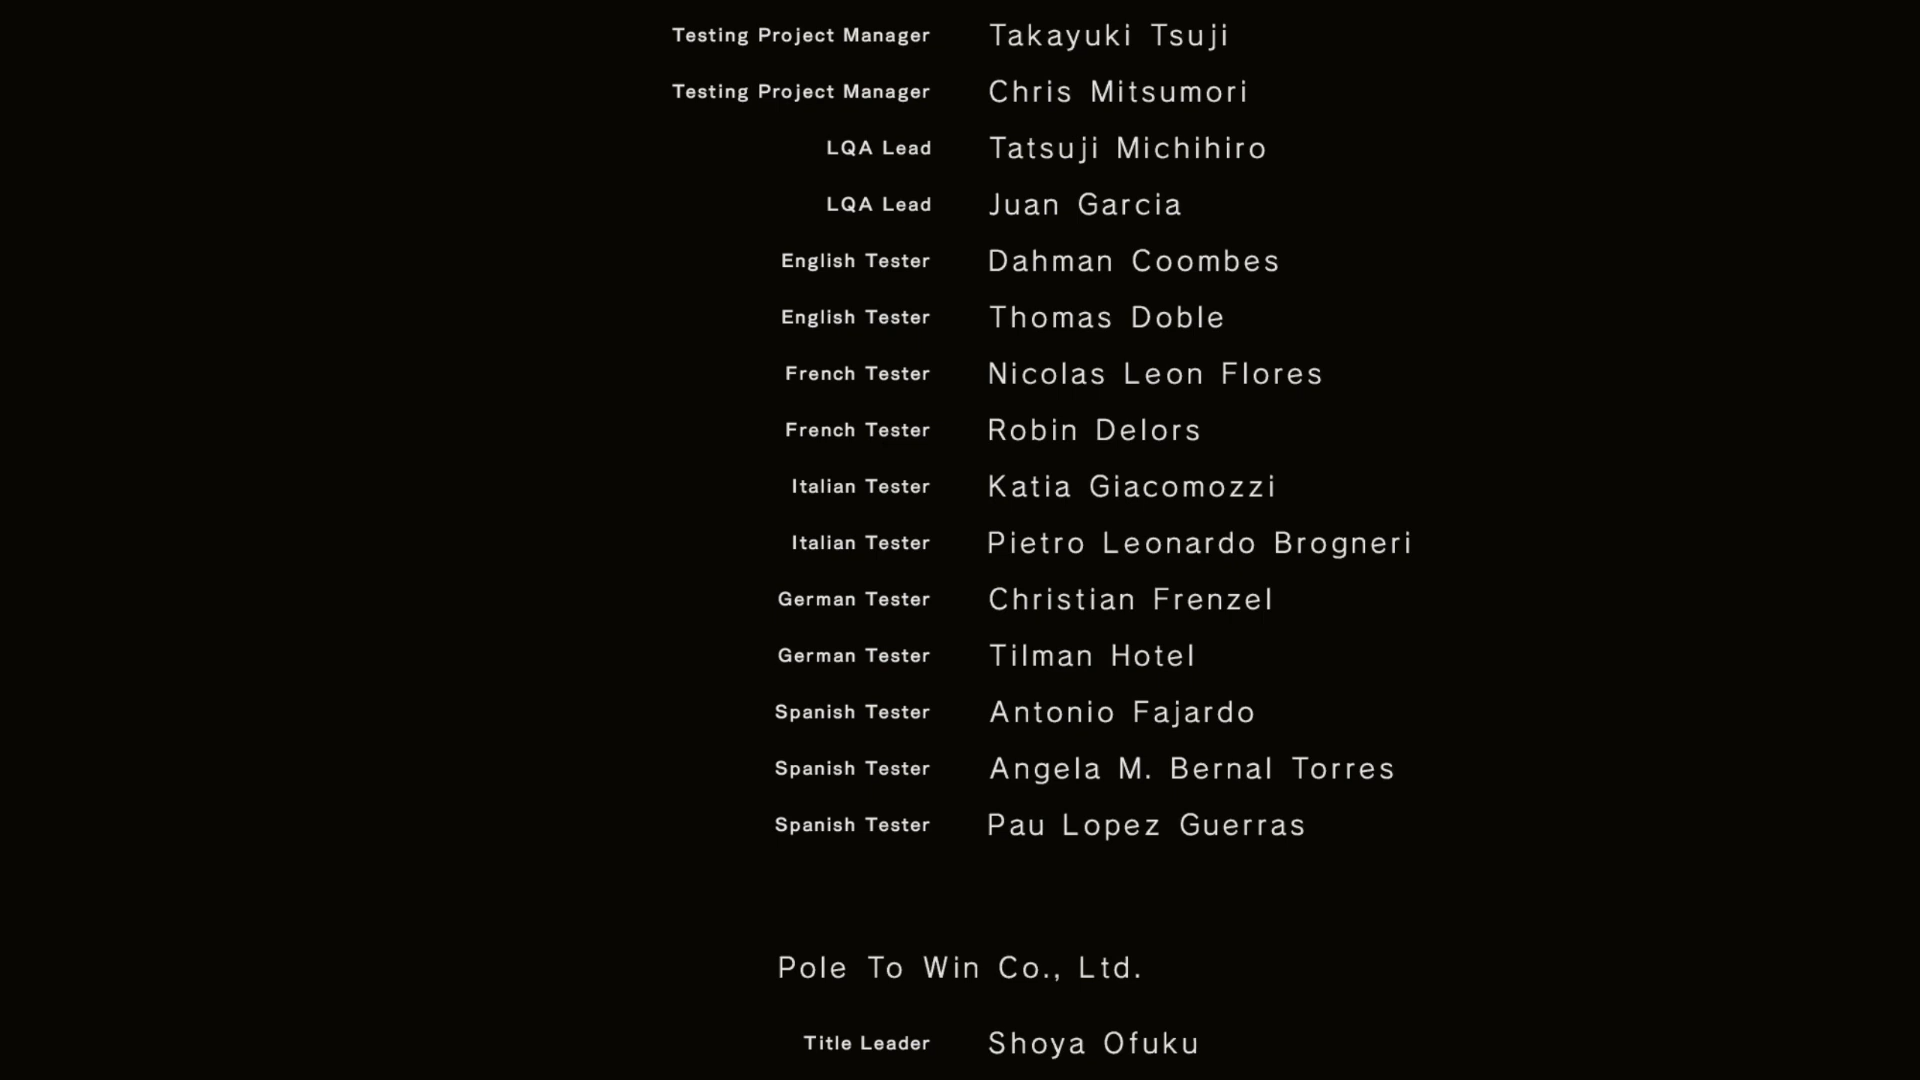 Testing Project Manager Takayuki Tsuji
Testing Project Manager Chris Mitsumori
LQA Lead Tatsuji Michihiro
LQA Lead Juan Garcia
English Tester Dahman Coombes
English Tester Thomas Doble
French Tester Nicolas Leon Flores
French Tester Robin Delors
Italian Tester Katia Giacomozzi
Italian Tester Pietro Leonardo Brogneri
German Tester Christian Frenzel
German Tester Tilman Hotel
Spanish Tester Antonio Fajardo
Spanish Tester Angela M. Bernal Torres
Spanish Tester Pau Lopez Guerras
Pole To Win Co., Ltd.
Title Leader Shoya Ofuku